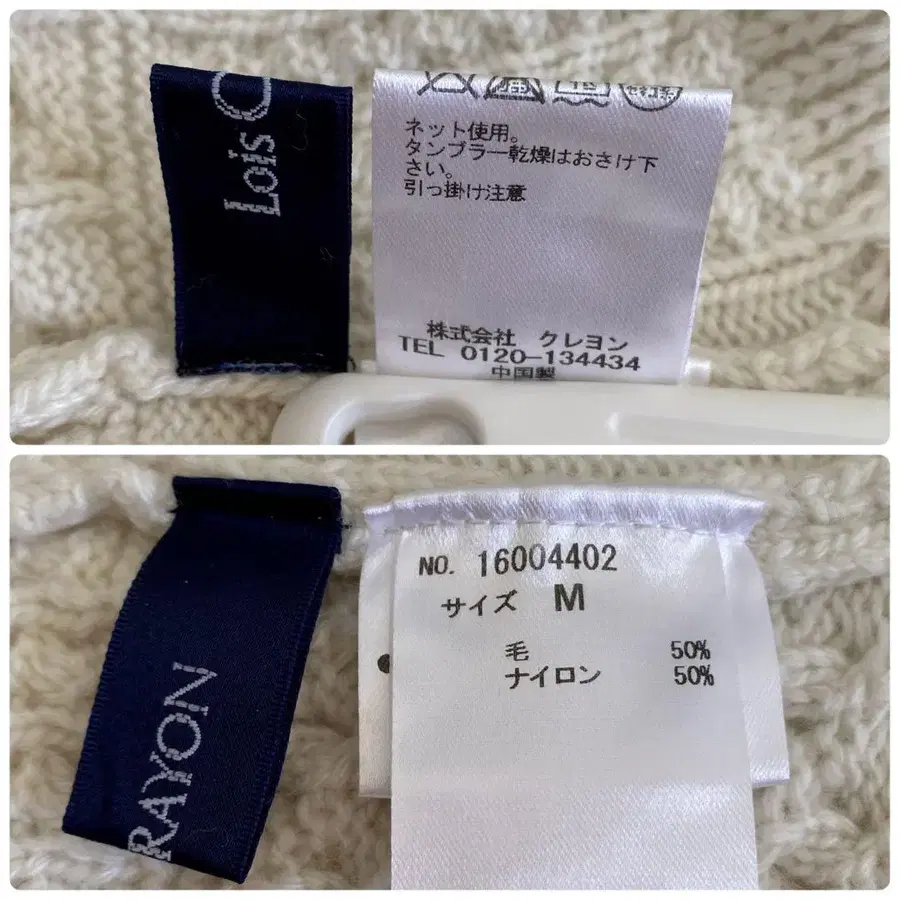 Lois C
ネット使用。
タンブラー乾燥はおさけ下
さい。
引っ掛け注意
株式会社 クレヨン
TEL 0120-134434
中国製
RAYON
NO. 16004402
サイズ M
毛 50%
ナイロン 50%